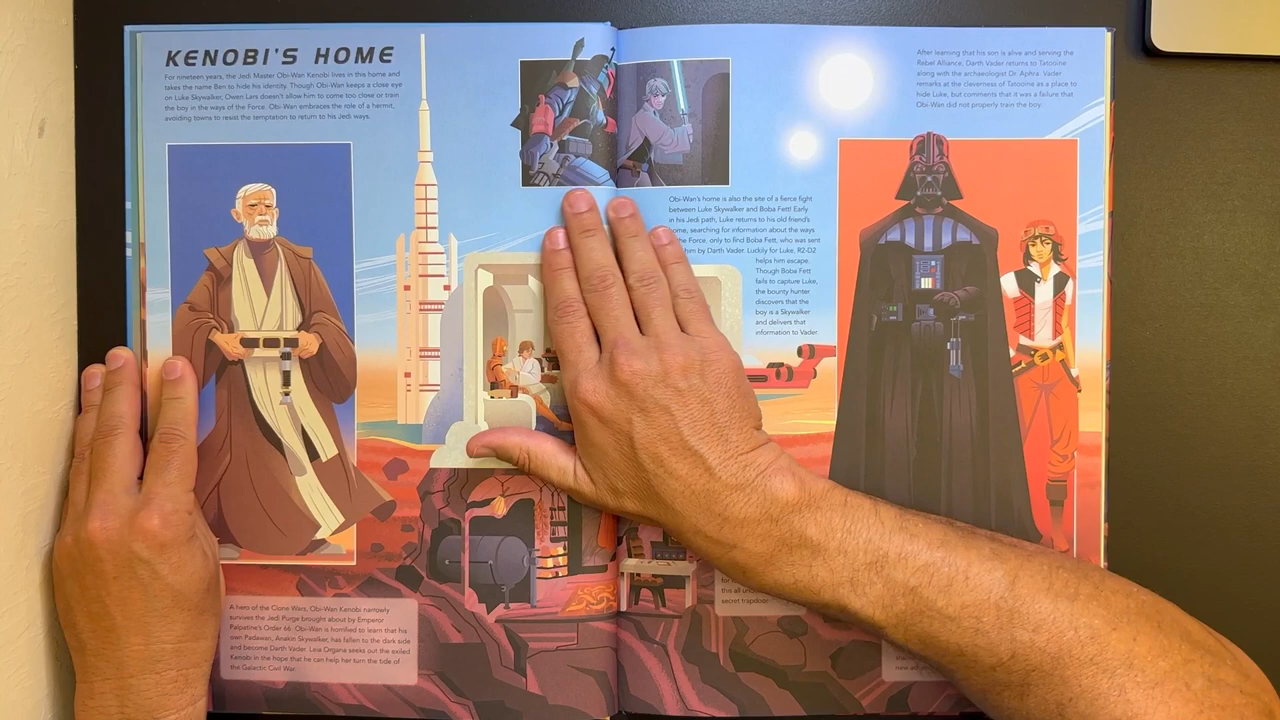 KENOBI'S HOME
For nineteen years, the Jedi Master Obi-Wan Kenobi lives in this home and
takes the name Ben to hide his identity. Though Obi-Wan keeps a close eye
on Luke Skywalker, Owen Lars doesn't allow him to come too close or train
the boy in the ways of the Force. Obi-Wan embraces the role of a hermit,
avoiding towns to resist the temptation to return to his Jedi ways.
After learning that his son is alive and serving the
Rebel Alliance, Darth Vader returns to Tatooine
along with the archaeologist Dr. Aphra. Vader
remarks at the cleverness of Tatooine as a place to
hide Luke, but comments that it was a failure that
Obi-Wan did not properly train the boy.
Obi-Wan's home is also the site of a fierce fight
between Luke Skywalker and Boba Fett! Early
in his Jedi path, Luke returns to his old friend's
home, searching for information about the ways
the Force, only to find Boba Fett, who was sent
him by Darth Vader. Luckily for Luke, R2-D2
helps him escape.
Though Boba Fett
fails to capture Luke,
the bounty hunter
discovers that the
boy is a Skywalker
and delivers that
information to Vader.
A hero of the Clone Wars, Obi-Wan Kenobi narrowly
survives the Jedi Purge brought about by Emperor
Palpatine's Order 66. Obi-Wan is horrified to learn that his
own Padawan, Anakin Skywalker, has fallen to the dark side
and become Darth Vader. Leia Organa seeks out the exiled
Kenobi in the hope that he can help her turn the tide of
the Galactic Civil War.
this all
secret trapdoor.